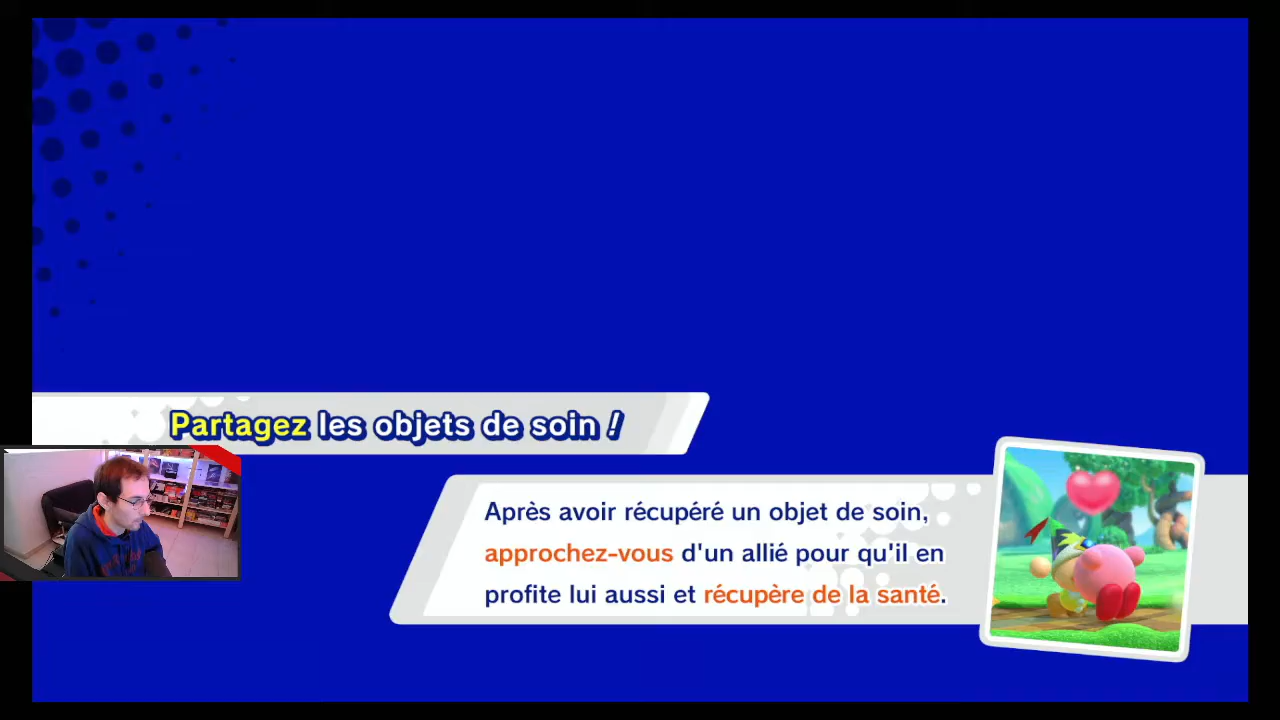 Partagez les objets de soin !
Après avoir récupéré un objet de soin,
approchez-vous d'un allié pour qu'il en
profite lui aussi et récupère de la santé.